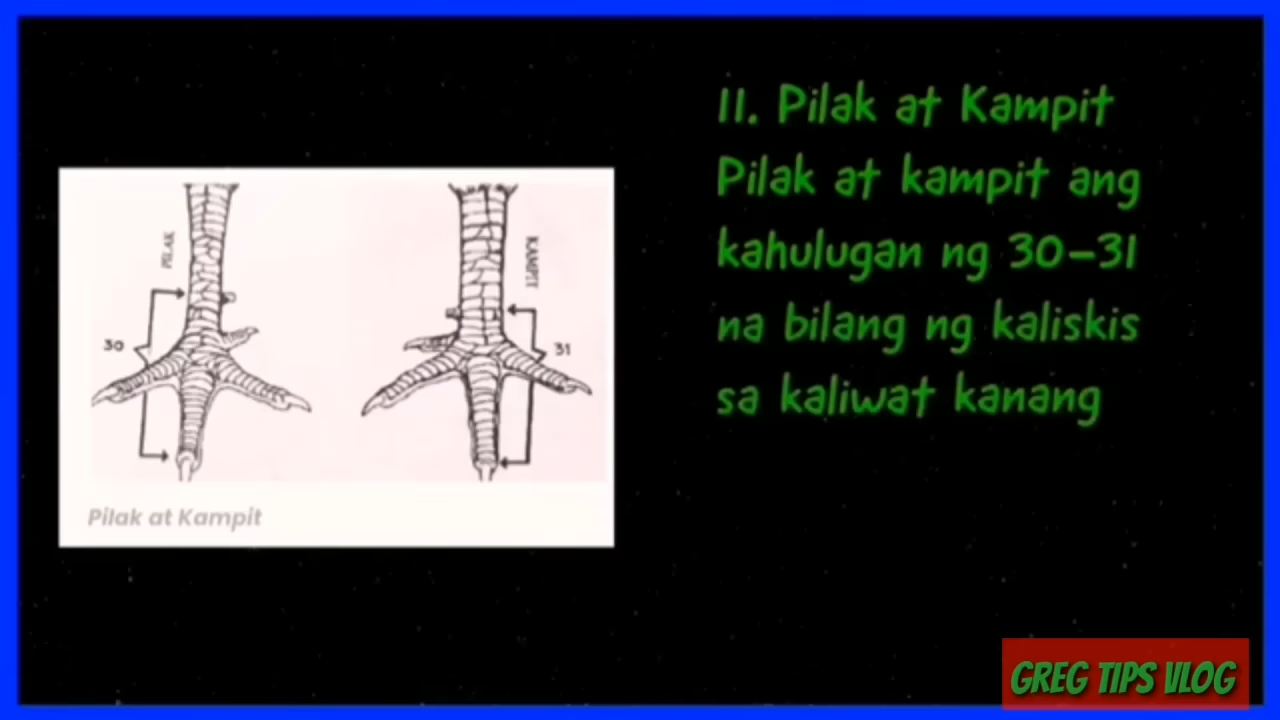 PILAK
KAMPIT
30
31
Pilak at Kampit
11. Pilak at Kampit
Pilak at kampit ang
kahulugan ng 30-31
na bilang ng kaliskis
sa kaliwat kanang
GREG TIPS VLOG